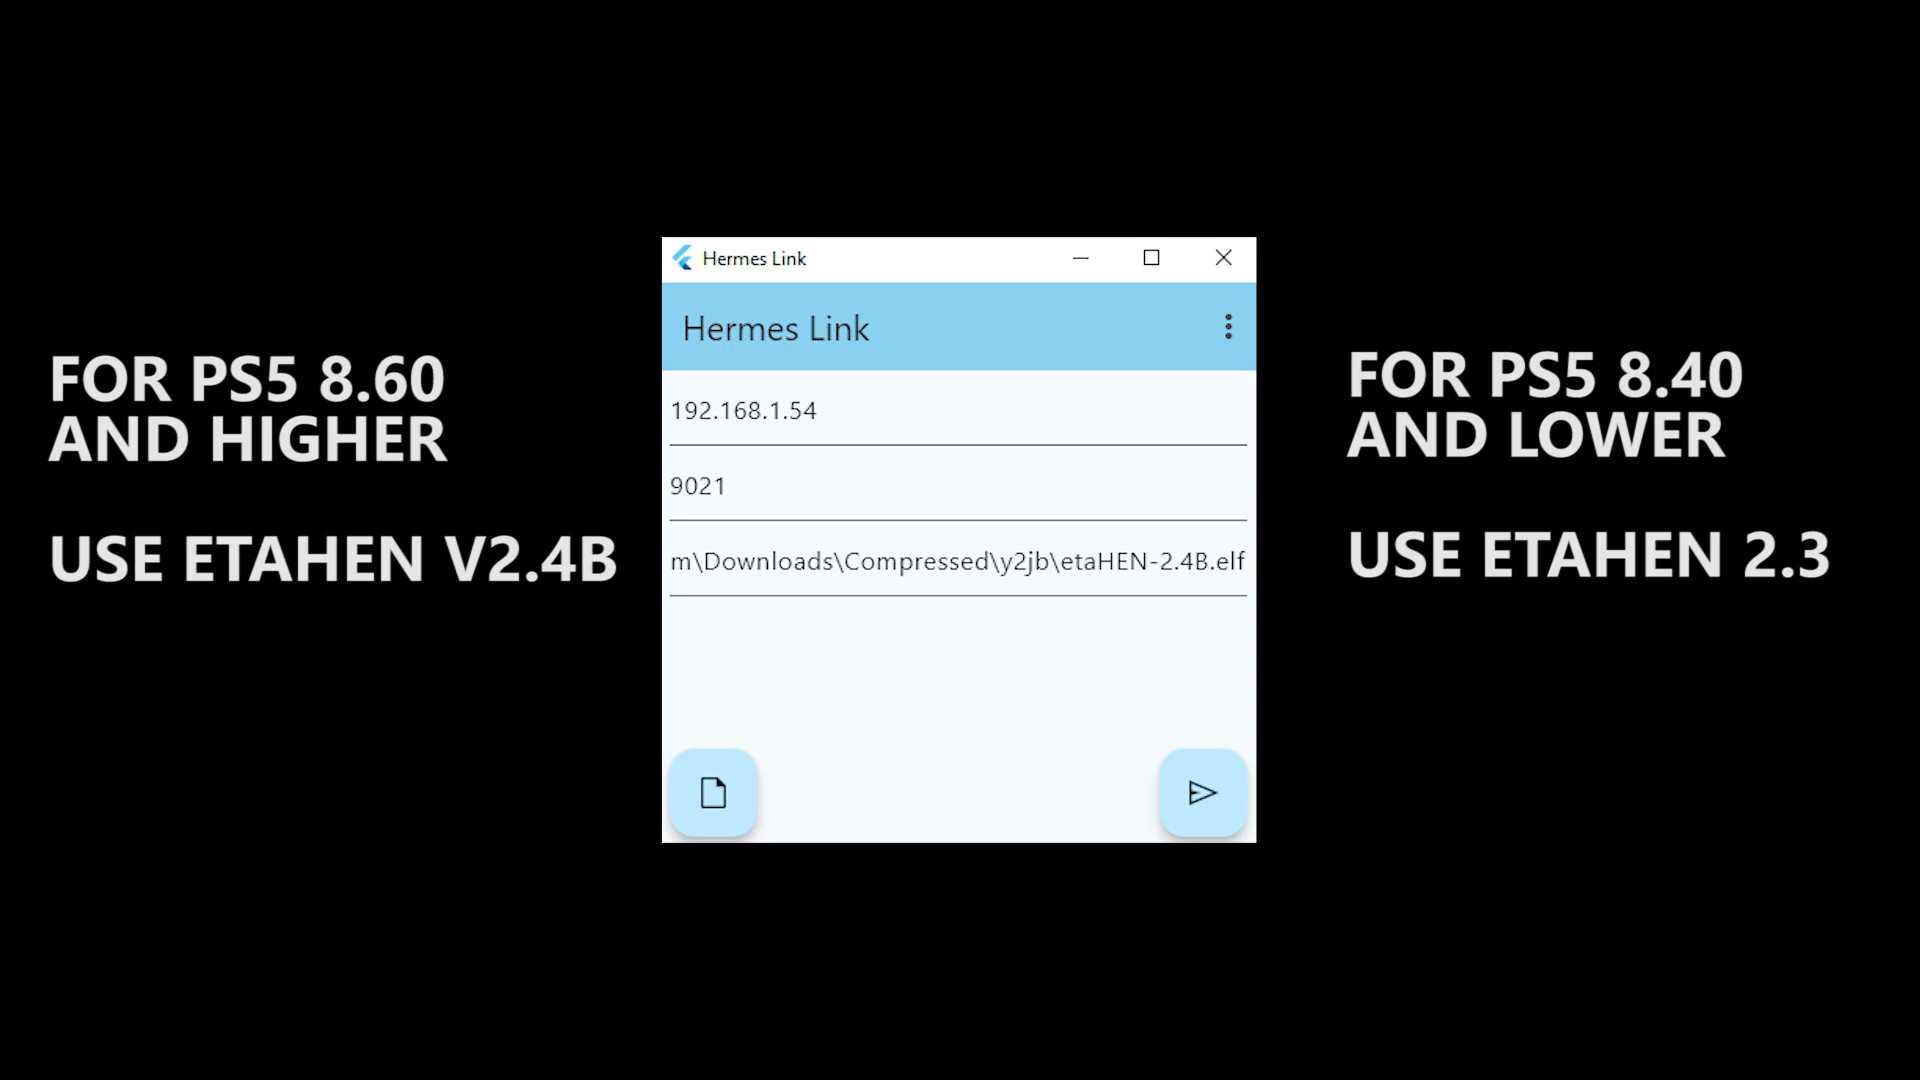 FOR PS5 8.60
AND HIGHER
USE ETAHEN V2.4B
Hermes Link
Hermes Link
192.168.1.54
9021
m\Downloads\Compressed\y2jb\etaHEN-2.4B.elf
FOR PS5 8.40
AND LOWER
USE ETAHEN 2.3